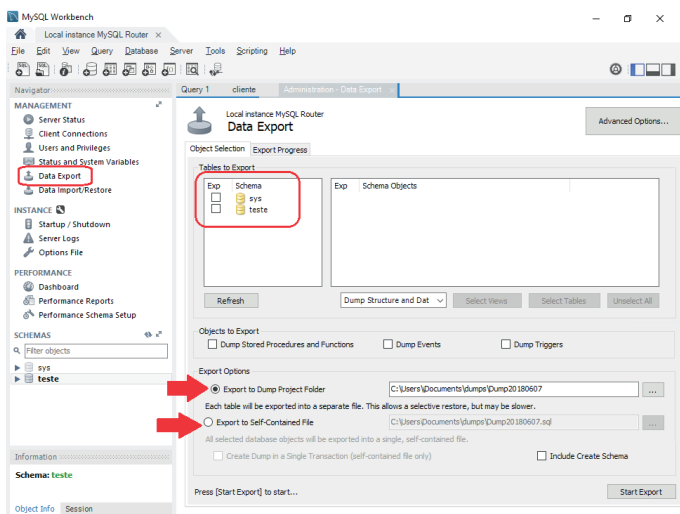 MySQL Workbench
Local instance MySQL Router
File Edit View Query Database Server Tools Scripting Help
Navigator
MANAGEMENT
Server Status
Client Connections
Users and Privileges
Status and System Variables
Data Export
Data Import/Restore
INSTANCE
Startup / Shutdown
Server Logs
Options File
PERFORMANCE
Dashboard
Performance Reports
Performance Schema Setup
SCHEMAS
Filter objects
sys
teste
Information
Schema: teste
Object Info Session
Query 1 cliente Administration - Data Export
Local instance MySQL Router
Data Export
Advanced Options...
Object Selection Export Progress
Tables to Export
Exp Schema
sys
teste
Exp Schema Objects
Refresh Dump Structure and Dat Select Views Select Tables Unselect All
Objects to Export
Dump Stored Procedures and Functions Dump Events Dump Triggers
Export Options
Export to Dump Project Folder C:\Users\Documents\dumps\Dump20180607 ...
Each table will be exported into a separate file. This allows a selective restore, but may be slower.
Export to Self-Contained File C:\Users\Documents\dumps\Dump20180607.sql ...
All selected database objects will be exported into a single, self-contained file.
Create Dump in a Single Transaction (self-contained file only) Include Create Schema
Press [Start Export] to start... Start Export